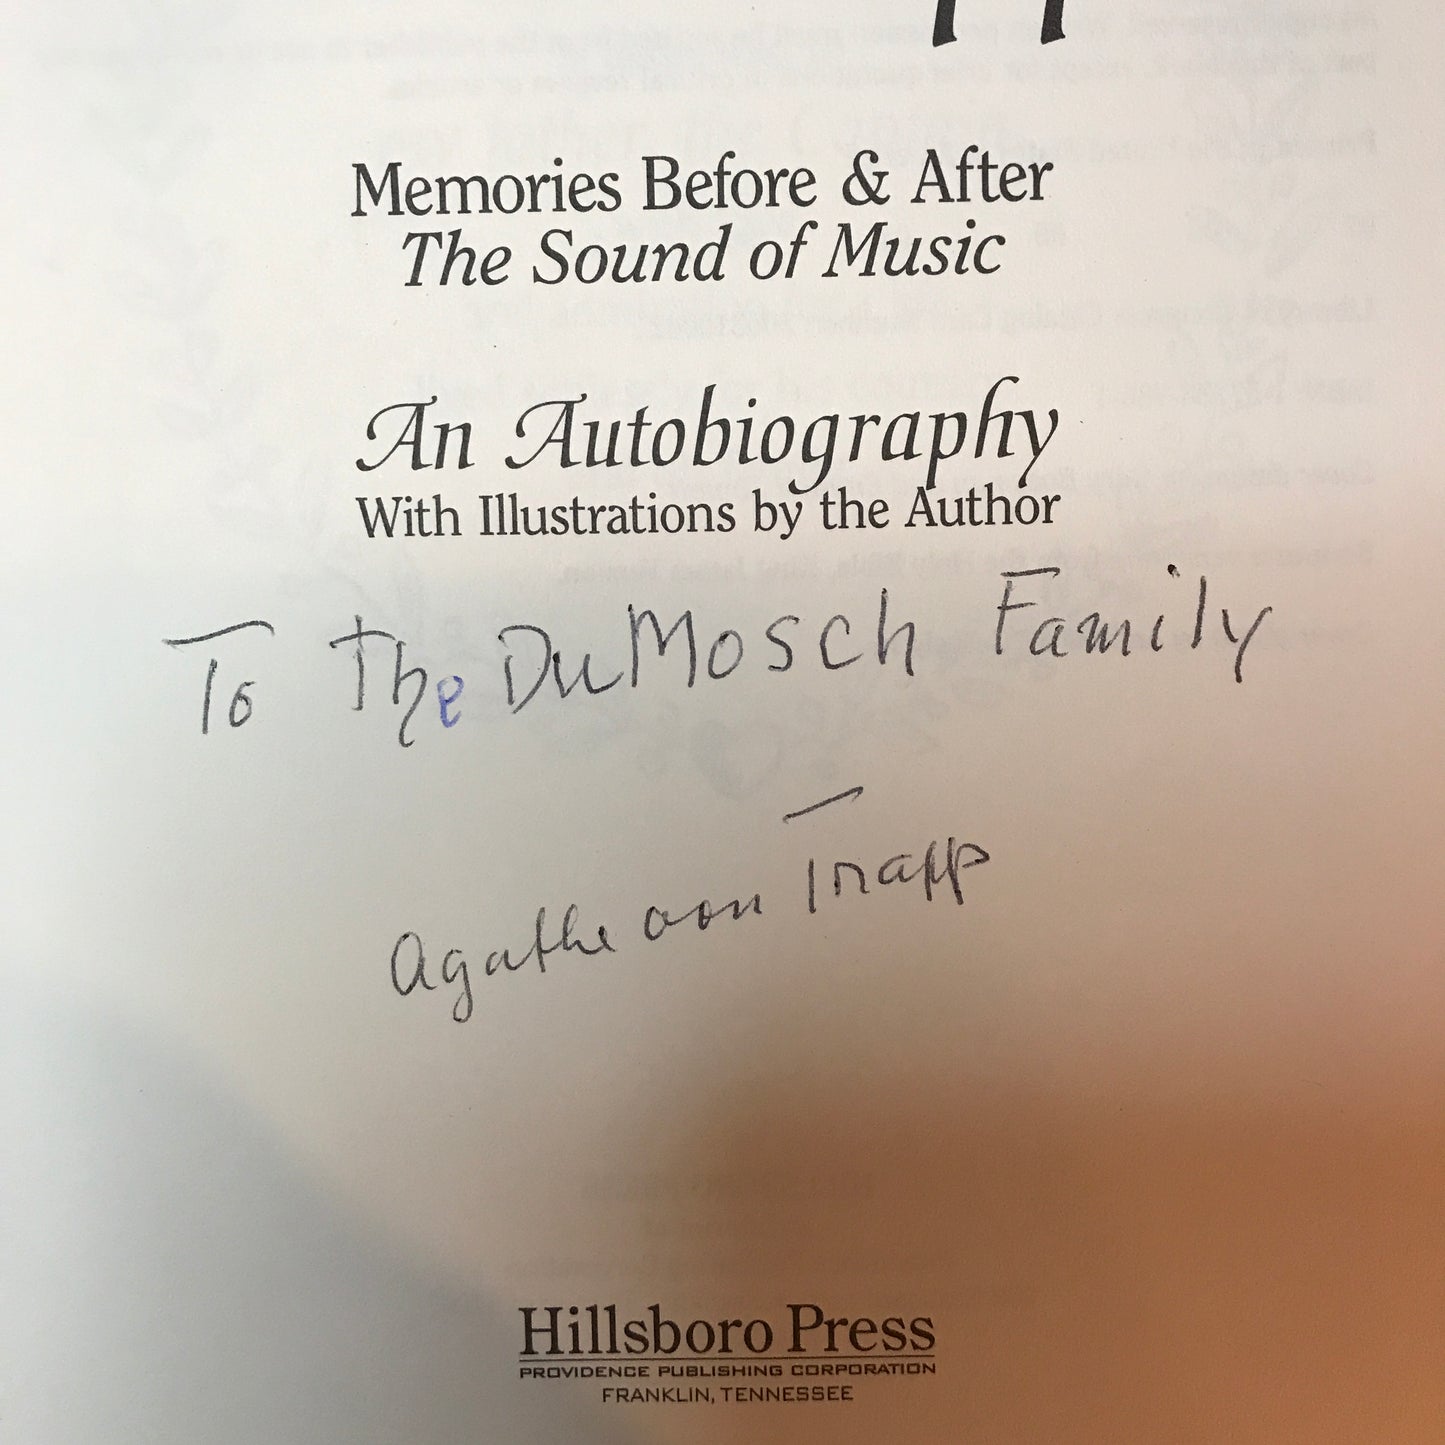 Memories Before & After
The Sound of Music
An Autobiography
With Illustrations by the Author
To The DuMosch Family
Agathe von Trapp
Hillsboro Press
PROVIDENCE PUBLISHING CORPORATION
FRANKLIN, TENNESSEE